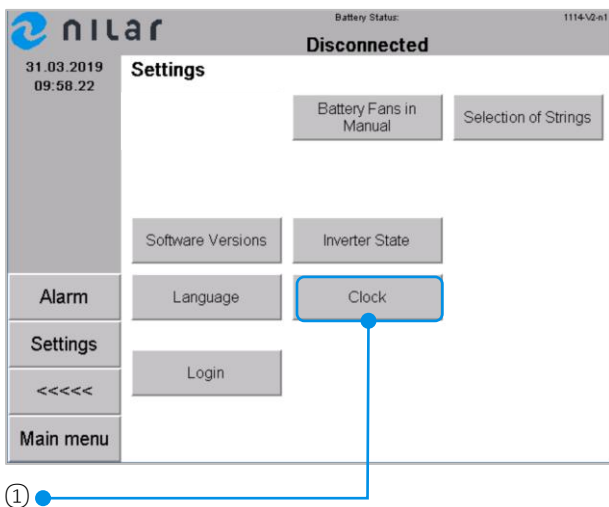 nilar
Battery Status:
1114-V2-n1
Disconnected
31.03.2019
09:58.22
Settings
Battery Fans in
Manual
Selection of Strings
Software Versions
Inverter State
Alarm
Language
Clock
Settings
Login
<<<<<
Main menu
①